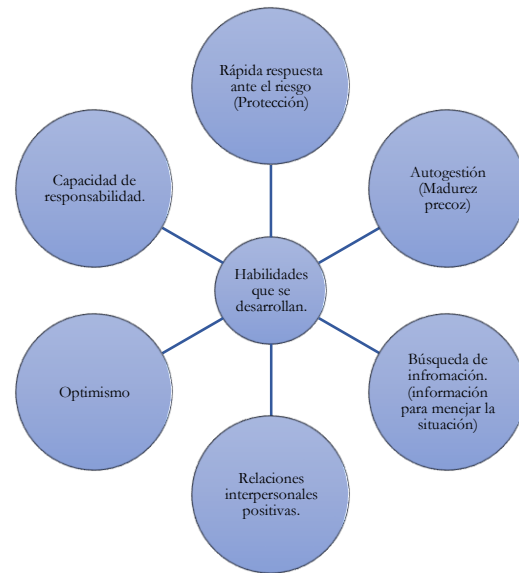 Rápida respuesta
ante el riesgo
(Protección)
Capacidad de
responsabilidad.
Autogestión
(Madurez
precoz)
Habilidades
que se
desarrollan.
Optimismo
Búsqueda de
infromación.
(información
para menejar la
situación)
Relaciones
interpersonales
positivas.